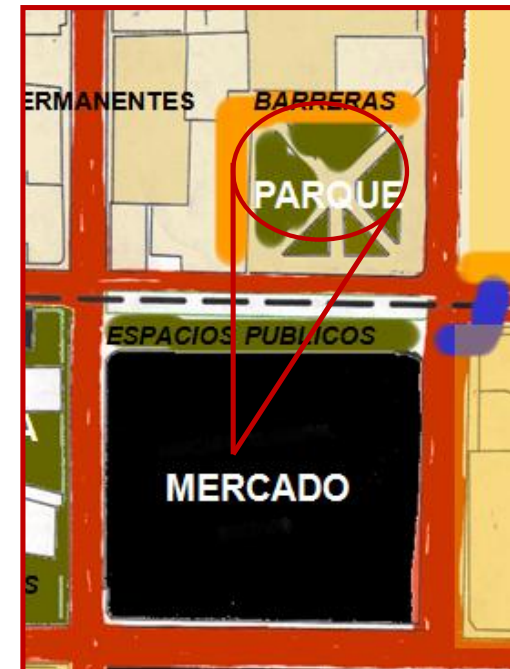 ERMANENTES
BARRERAS
PARQUE
ESPACIOS PUBLICOS
A
MERCADO
S